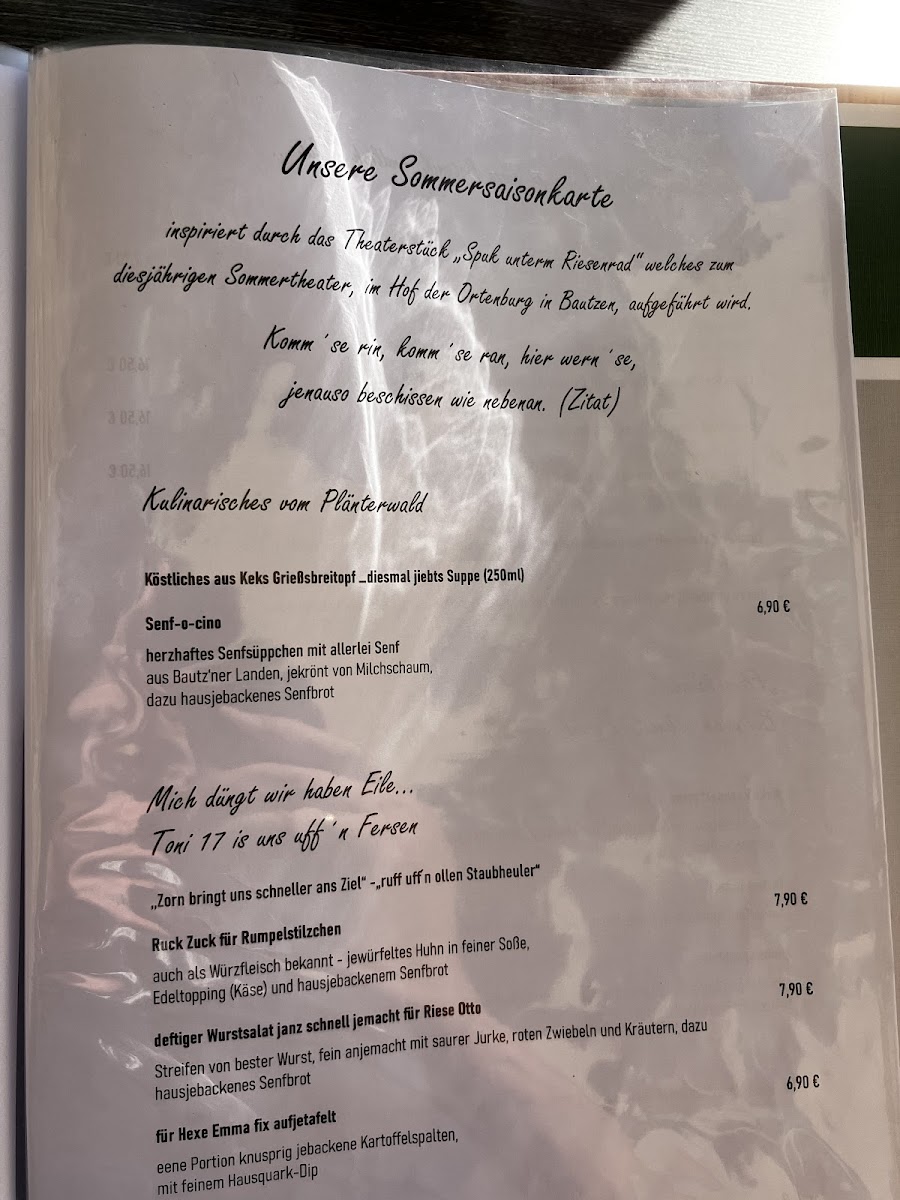 Unsere Sommersaisonkarte
inspiriert durch das Theaterstück „Spuk unterm Riesenrad" welches zum
diesjährigen Sommertheater, im Hof der Ortenburg in Bautzen, aufgeführt wird.
Komm´se rin, komm´se ran, hier wern´se,
jenauso beschissen wie nebenan. (Zitat)
Kulinarisches vom Plänterwald
Köstliches aus Keks Grießsbreitopf ...diesmal jiebts Suppe (250ml)
6,90 €
Senf-o-cino
herzhaftes Senfsüppchen mit allerlei Senf
aus Bautz'ner Landen, jekrönt von Milchschaum,
dazu hausjebackenes Senfbrot
Mich düngt wir haben Eile...
Toni 17 is uns uff´n Fersen
„Zorn bringt uns schneller ans Ziel" -„ruff uff´n ollen Staubheuler"
7,90 €
Ruck Zuck für Rumpelstilzchen
auch als Würzfleisch bekannt - jewürfeltes Huhn in feiner Soße,
Edeltopping (Käse) und hausjebackenem Senfbrot
7,90 €
deftiger Wurstsalat janz schnell jemacht für Riese Otto
Streifen von bester Wurst, fein anjemacht mit saurer Jurke, roten Zwiebeln und Kräutern, dazu
hausjebackenes Senfbrot
6,90 €
für Hexe Emma fix aufjetafelt
eene Portion knusprig jebackene Kartoffelspalten,
mit feinem Hausquark-Dip